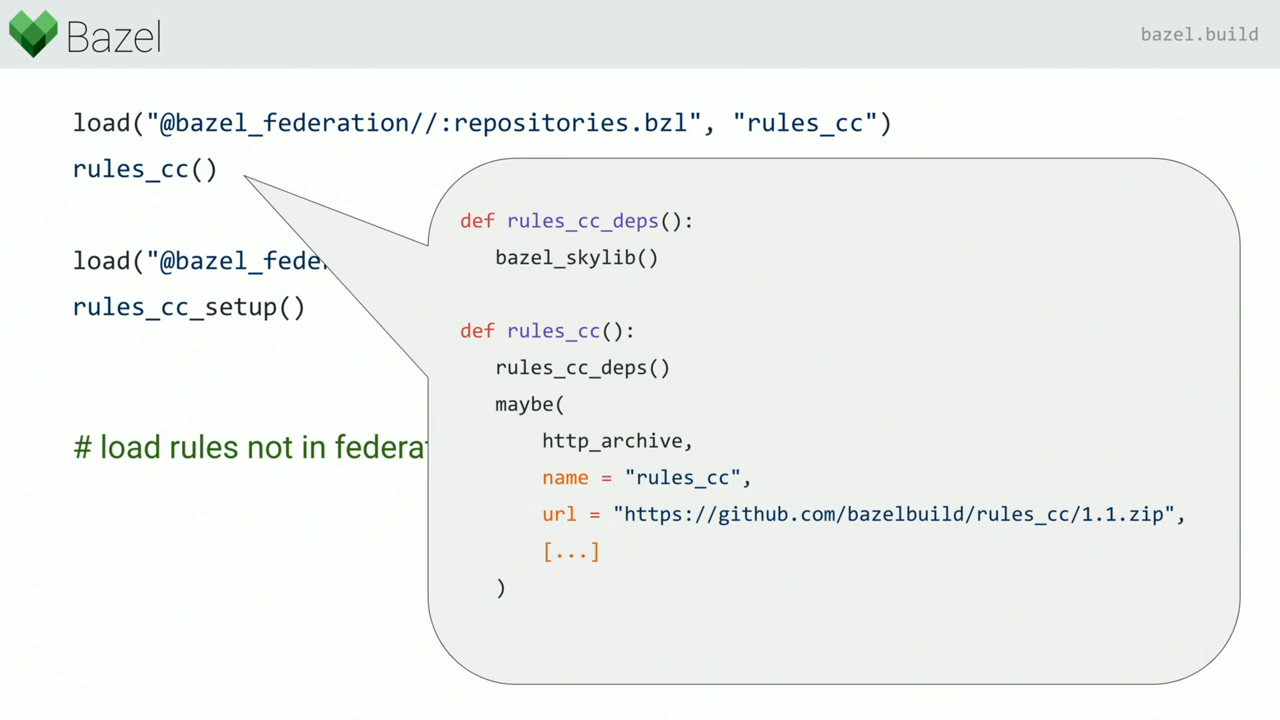 Bazel
bazel.build
load("@bazel_federation//:repositories.bzl", "rules_cc")
rules_cc()
load("@bazel_fede
rules_cc_setup()
# load rules not in federa
def rules_cc_deps():
bazel_skylib()
def rules_cc():
rules_cc_deps()
maybe(
http_archive,
name = "rules_cc",
url = "https://github.com/bazelbuild/rules_cc/1.1.zip",
[...]
)